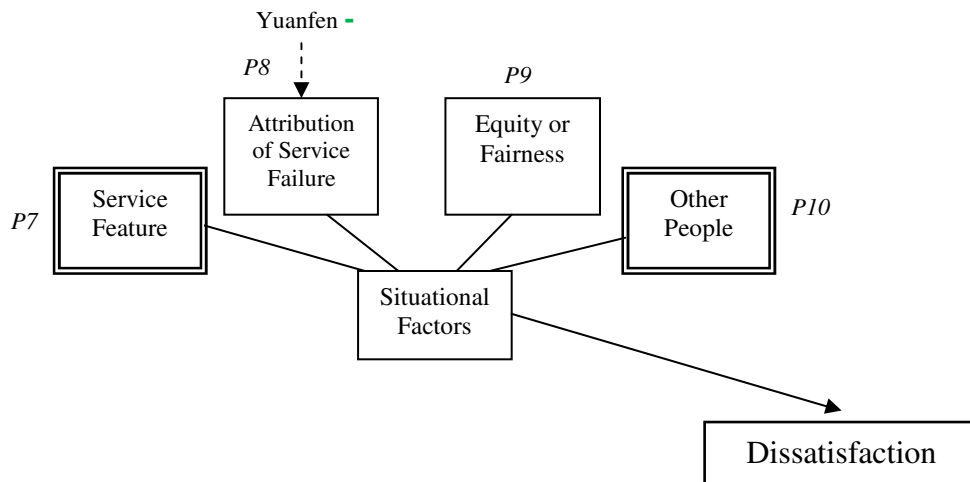 Yuanfen -
P8
P9
Attribution
of Service
Failure
Equity or
Fairness
P7
Service
Feature
Other
People
P10
Situational
Factors
Dissatisfaction